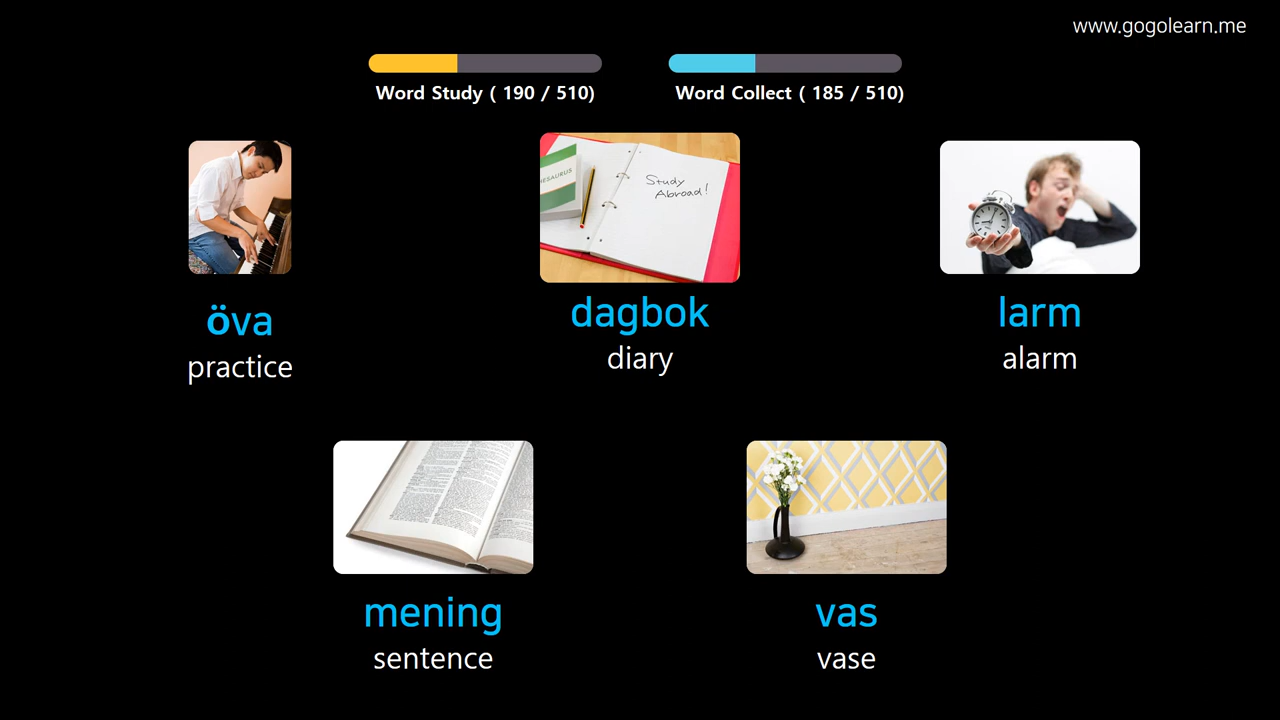 www.gogolearn.me
Word Study ( 190 / 510)
Word Collect ( 185 / 510)
ESAURUS
Study
Abroad!
öva
practice
dagbok
diary
larm
alarm
mening
sentence
vas
vase